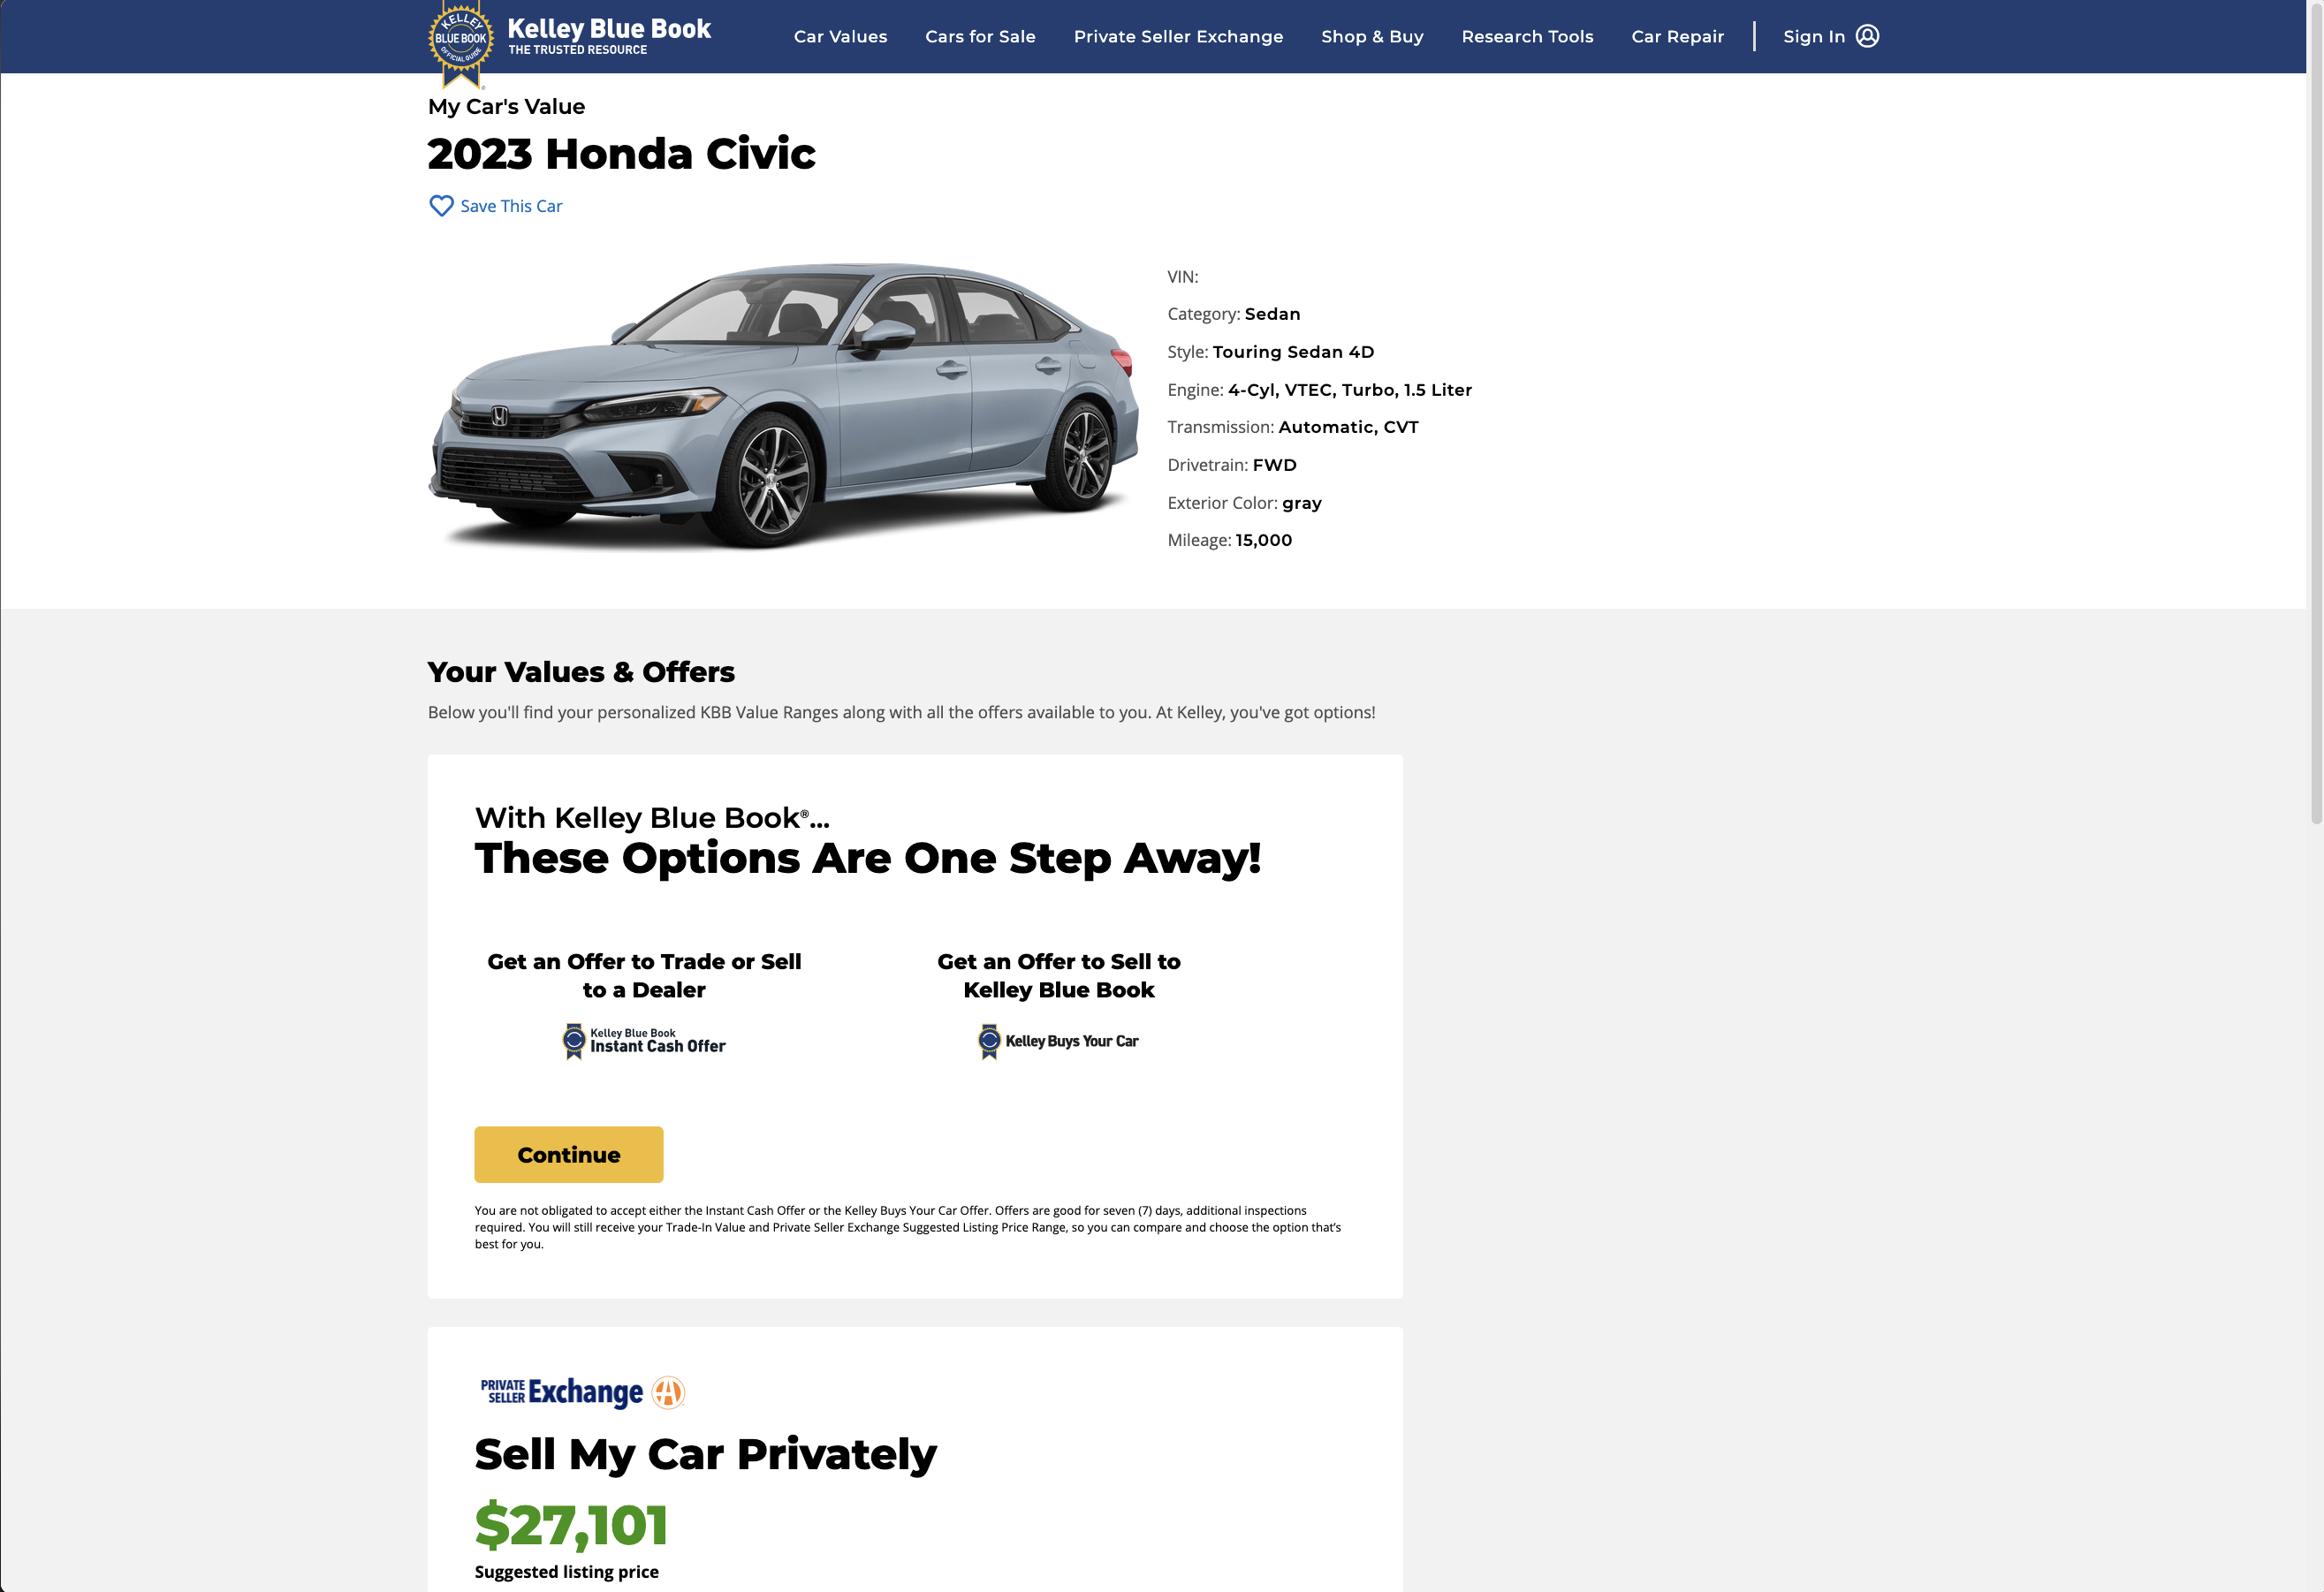 KELLEY
BLUE BOOK
OFFICIAL GUIDE
Kelley Blue Book
THE TRUSTED RESOURCE
Car Values
Cars for Sale
Private Seller Exchange
Shop & Buy
Research Tools
Car Repair
Sign In
My Car's Value
2023 Honda Civic
Save This Car
VIN:
Category: Sedan
Style: Touring Sedan 4D
Engine: 4-Cyl, VTEC, Turbo, 1.5 Liter
Transmission: Automatic, CVT
Drivetrain: FWD
Exterior Color: gray
Mileage: 15,000
Your Values & Offers
Below you'll find your personalized KBB Value Ranges along with all the offers available to you. At Kelley, you've got options!
With Kelley Blue Book®...
These Options Are One Step Away!
Get an Offer to Trade or Sell
to a Dealer
Kelley Blue Book
Instant Cash Offer
Get an Offer to Sell to
Kelley Blue Book
Kelley Buys Your Car
Continue
You are not obligated to accept either the Instant Cash Offer or the Kelley Buys Your Car Offer. Offers are good for seven (7) days, additional inspections
required. You will still receive your Trade-In Value and Private Seller Exchange Suggested Listing Price Range, so you can compare and choose the option that's
best for you.
PRIVATE
SELLER
Exchange
Sell My Car Privately
$27,101
Suggested listing price